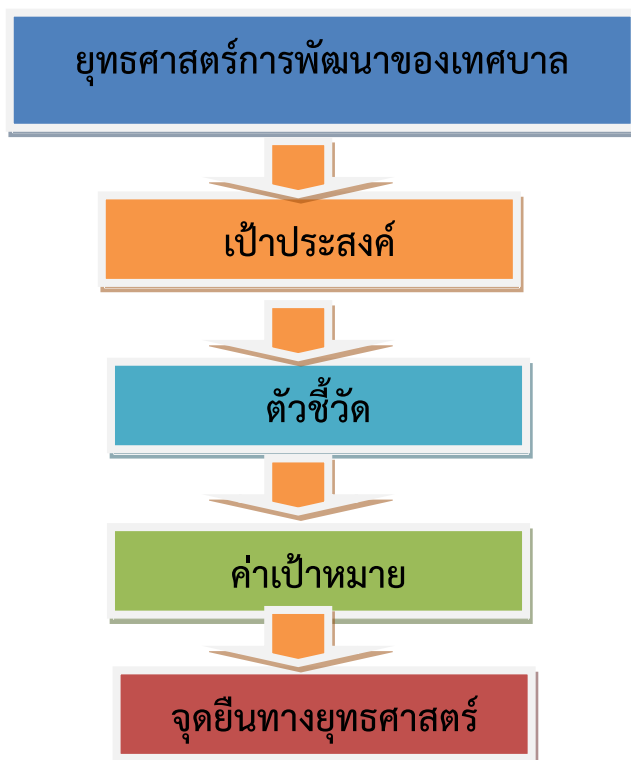 ยุทธศาสตร์การพัฒนาของเทศบาล
เป้าประสงค์
ตัวชี้วัด
ค่าเป้าหมาย
จุดยืนทางยุทธศาสตร์